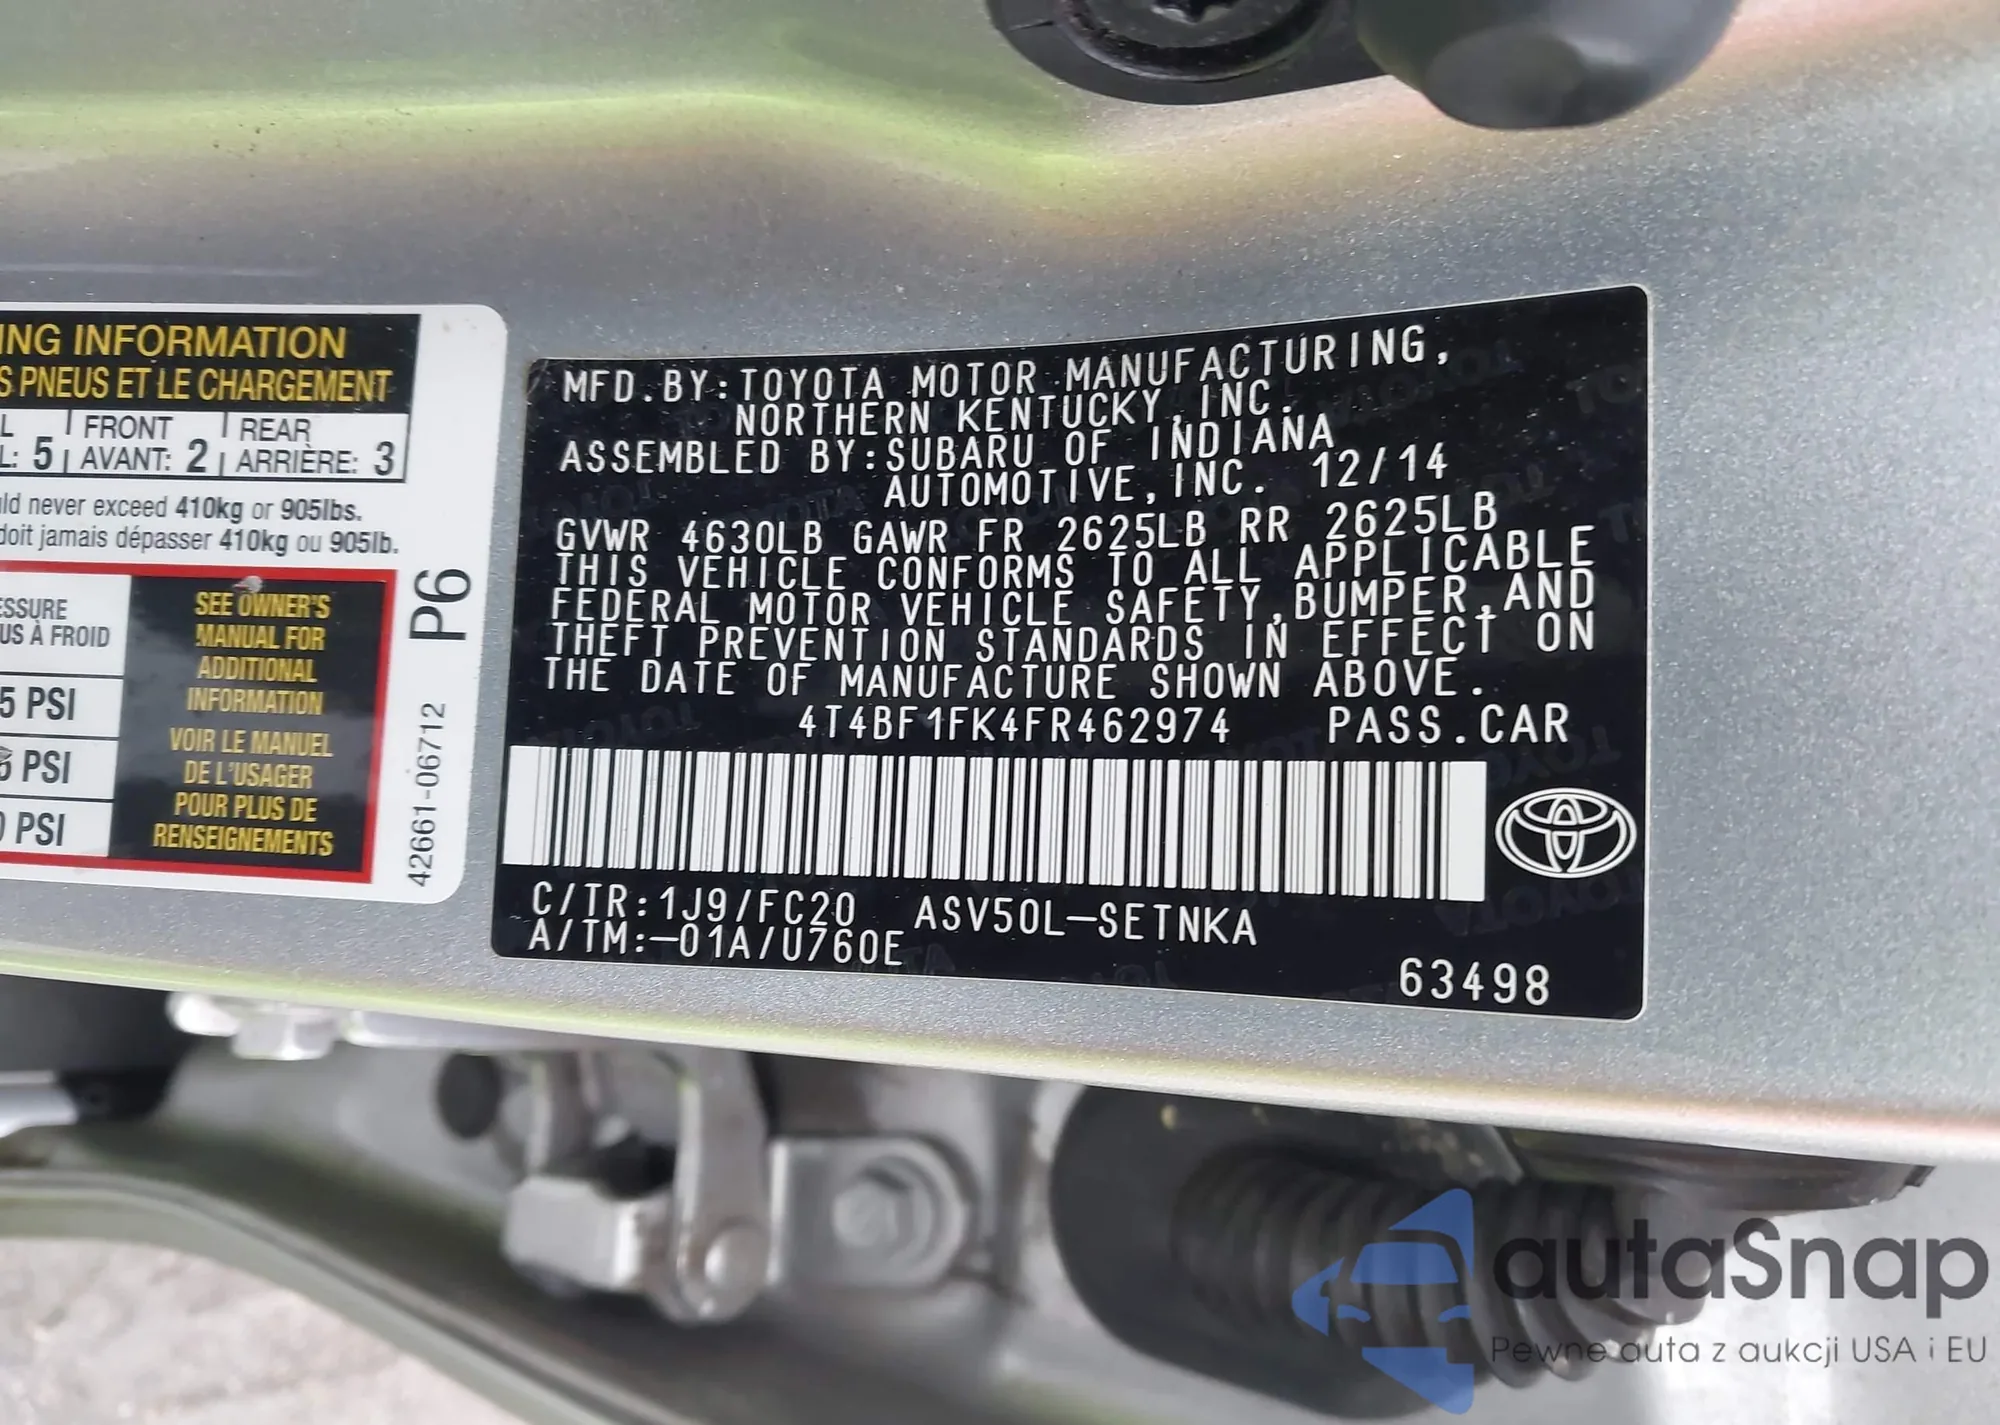 ING INFORMATION
S PNEUS ET LE CHARGEMENT
FRONT REAR
L: 5 AVANT: 2 ARRIÈRE: 3
never exceed 410kg or 905lbs.
doit jamais dépasser 410kg ou 905lb.
SEE OWNER'S
MANUAL FOR
ADDITIONAL
INFORMATION
VOIR LE MANUEL
DE L'USAGER
POUR PLUS DE
RENSEIGNEMENTS
US À FROID
5 PSI
PSI
0 PSI
P6
42661-06712
MFD.BY:TOYOTA MOTOR MANUFACTURING,
NORTHERN KENTUCKY,INC.
ASSEMBLED BY:SUBARU OF INDIANA
AUTOMOTIVE,INC. 12/14
GVWR 4630LB GAWR FR 2625LB RR 2625LB
THIS VEHICLE CONFORMS TO ALL APPLICABLE
FEDERAL MOTOR VEHICLE SAFETY,BUMPER,AND
THEFT PREVENTION STANDARDS IN EFFECT ON
THE DATE OF MANUFACTURE SHOWN ABOVE.
4T4BF1FK4FR462974 PASS.CAR
C/TR:1J9/FC20 ASV50L-SETNKA
A/TM:-01A/U760E
63498
autaSnap
Pewne auta z aukcji USA i EU